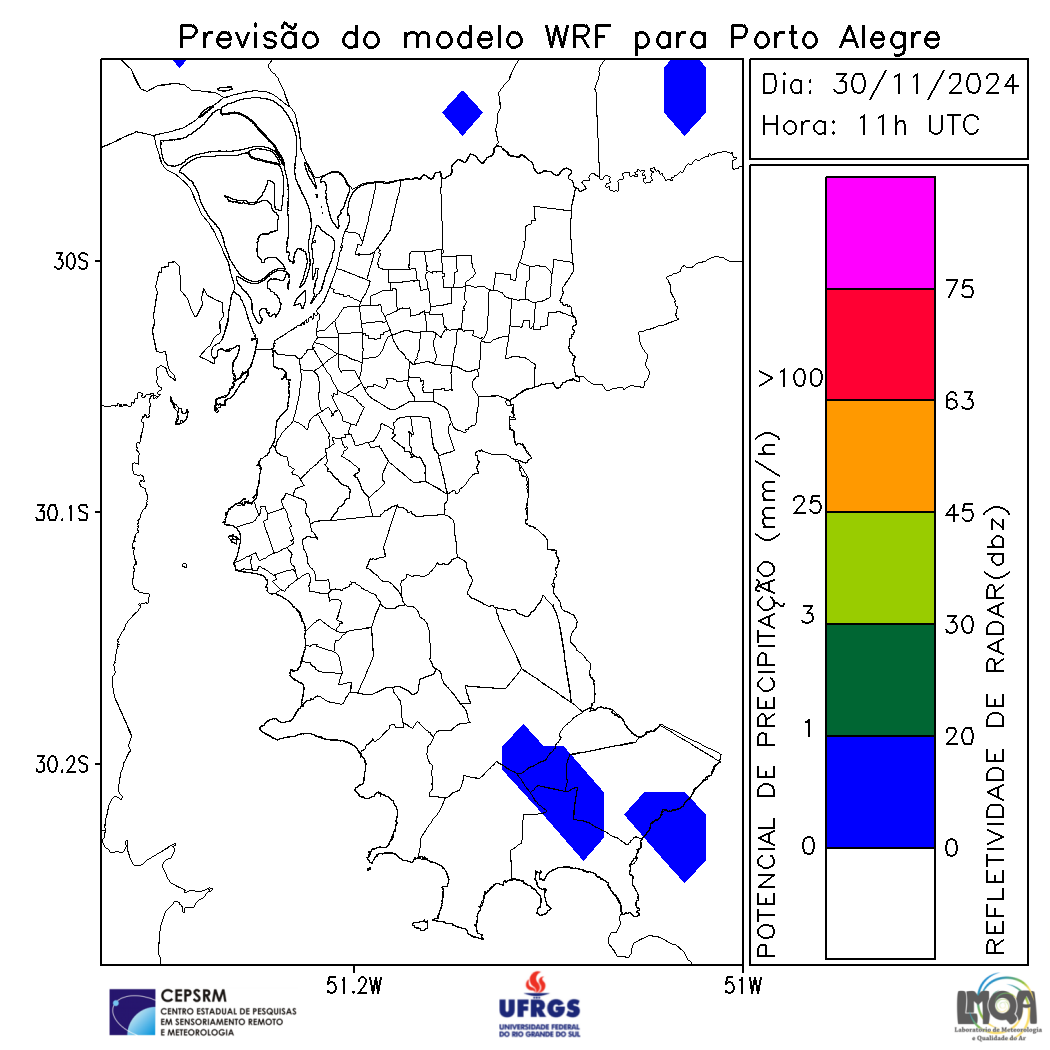 Previsão do modelo WRF para Porto Alegre
Dia: 30/11/2024
Hora: 11h UTC
30S
30.1S
30.2S
51.2W
51W
POTENCIAL DE PRECIPITAÇÃO (mm/h)
>100
25
3
1
0
75
63
45
30
20
0
REFLETIVIDADE DE RADAR(dbz)
CEPSRM
CENTRO ESTADUAL DE PESQUISAS
EM SENSORIAMENTO REMOTO
E METEOROLOGIA
UFRGS
UNIVERSIDADE FEDERAL
DO RIO GRANDE DO SUL
LMQA
Laboratório de Meteorologia
e Qualidade do Ar